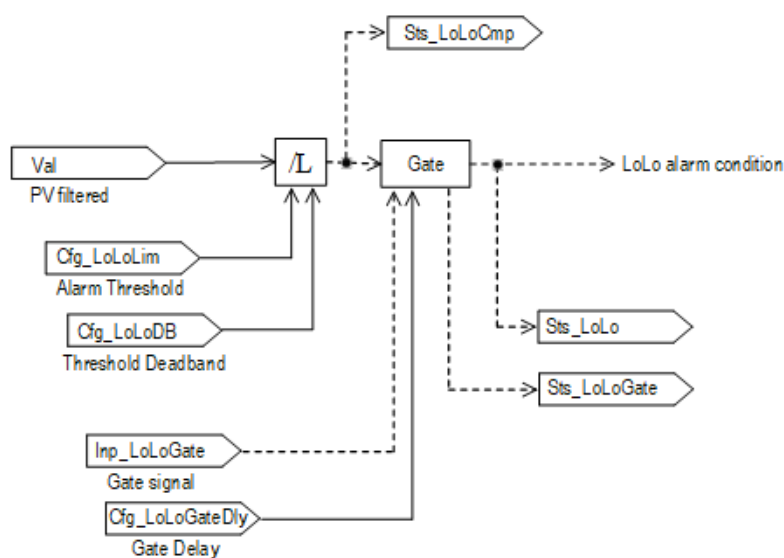 Sts_LoLoCmp
Val
/L
Gate
LoLo alarm condition
PV filtered
Cfg_LoLoLim
Alarm Threshold
Cfg_LoLoDB
Sts_LoLo
Threshold Deadband
Sts_LoLoGate
Inp_LoLoGate
Gate signal
Cfg_LoLoGateDly
Gate Delay